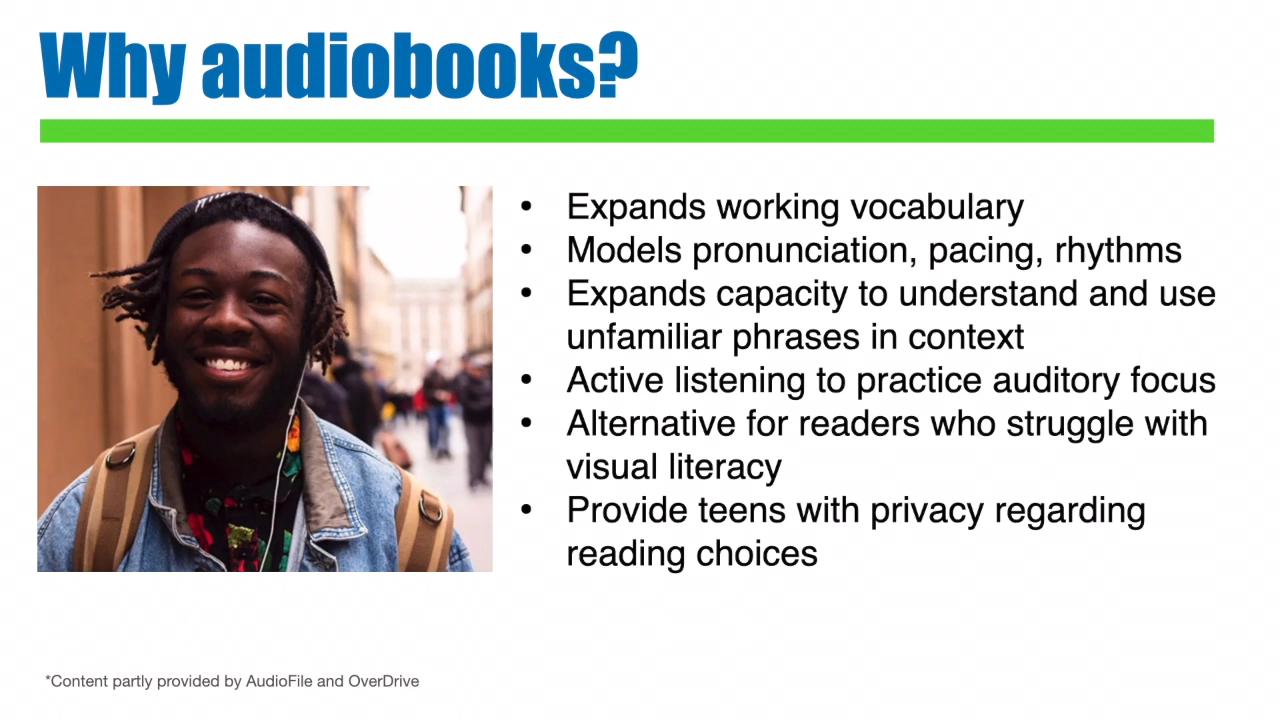 Why audiobooks?
• Expands working vocabulary
• Models pronunciation, pacing, rhythms
• Expands capacity to understand and use
unfamiliar phrases in context
• Active listening to practice auditory focus
• Alternative for readers who struggle with
visual literacy
• Provide teens with privacy regarding
reading choices
*Content partly provided by AudioFile and OverDrive